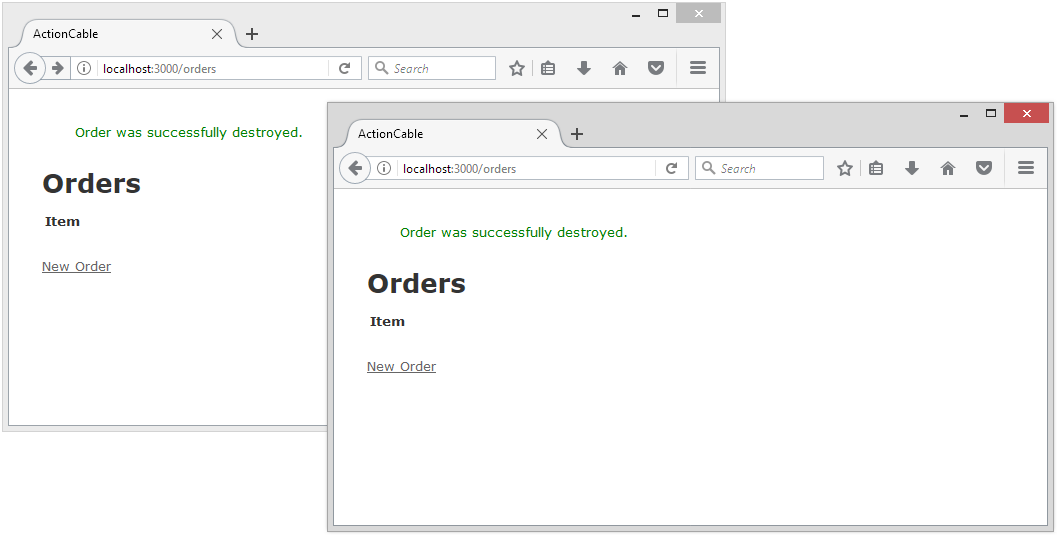 ActionCable
localhost:3000/orders
Search
Order was successfully destroyed.
Orders
Item
New Order
ActionCable
localhost:3000/orders
Search
Order was successfully destroyed.
Orders
Item
New Order